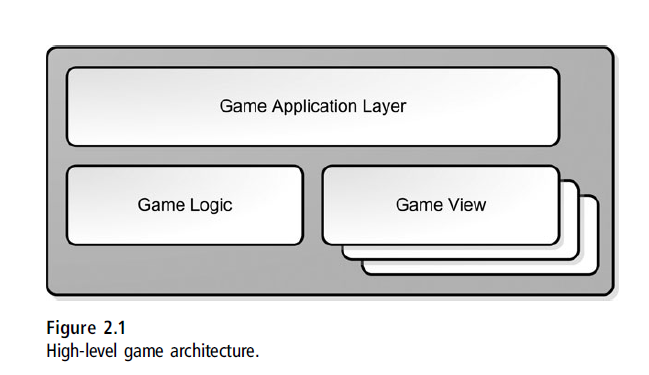 Game Application Layer
Game Logic
Game View
Figure 2.1
High-level game architecture.